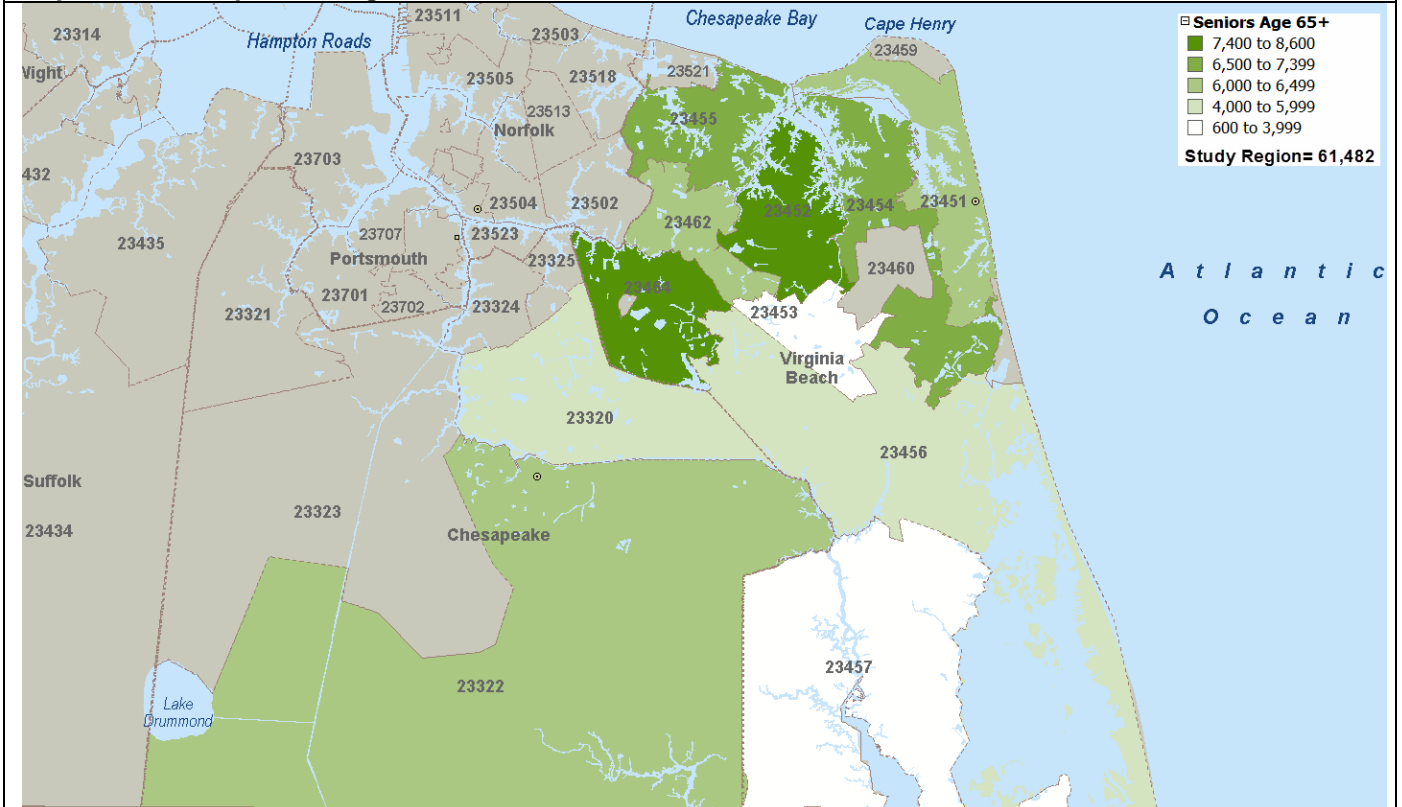 23511
Chesapeake Bay
Cape Henry
23314
23503
Hampton Roads
23459
Wight
23505
23518
23521
23513
23455
Norfolk
23703
432
23504
23502
23452
23454
23451
23462
23707
23523
23435
Portsmouth
23325
23460
23464
23701
23702
23324
23321
23453
Virginia
Beach
23320
23456
Suffolk
23434
23323
Chesapeake
23457
23322
Lake
Drummond
Atlantic
Ocean
Seniors Age 65+
7,400 to 8,600
6,500 to 7,399
6,000 to 6,499
4,000 to 5,999
600 to 3,999
Study Region= 61,482